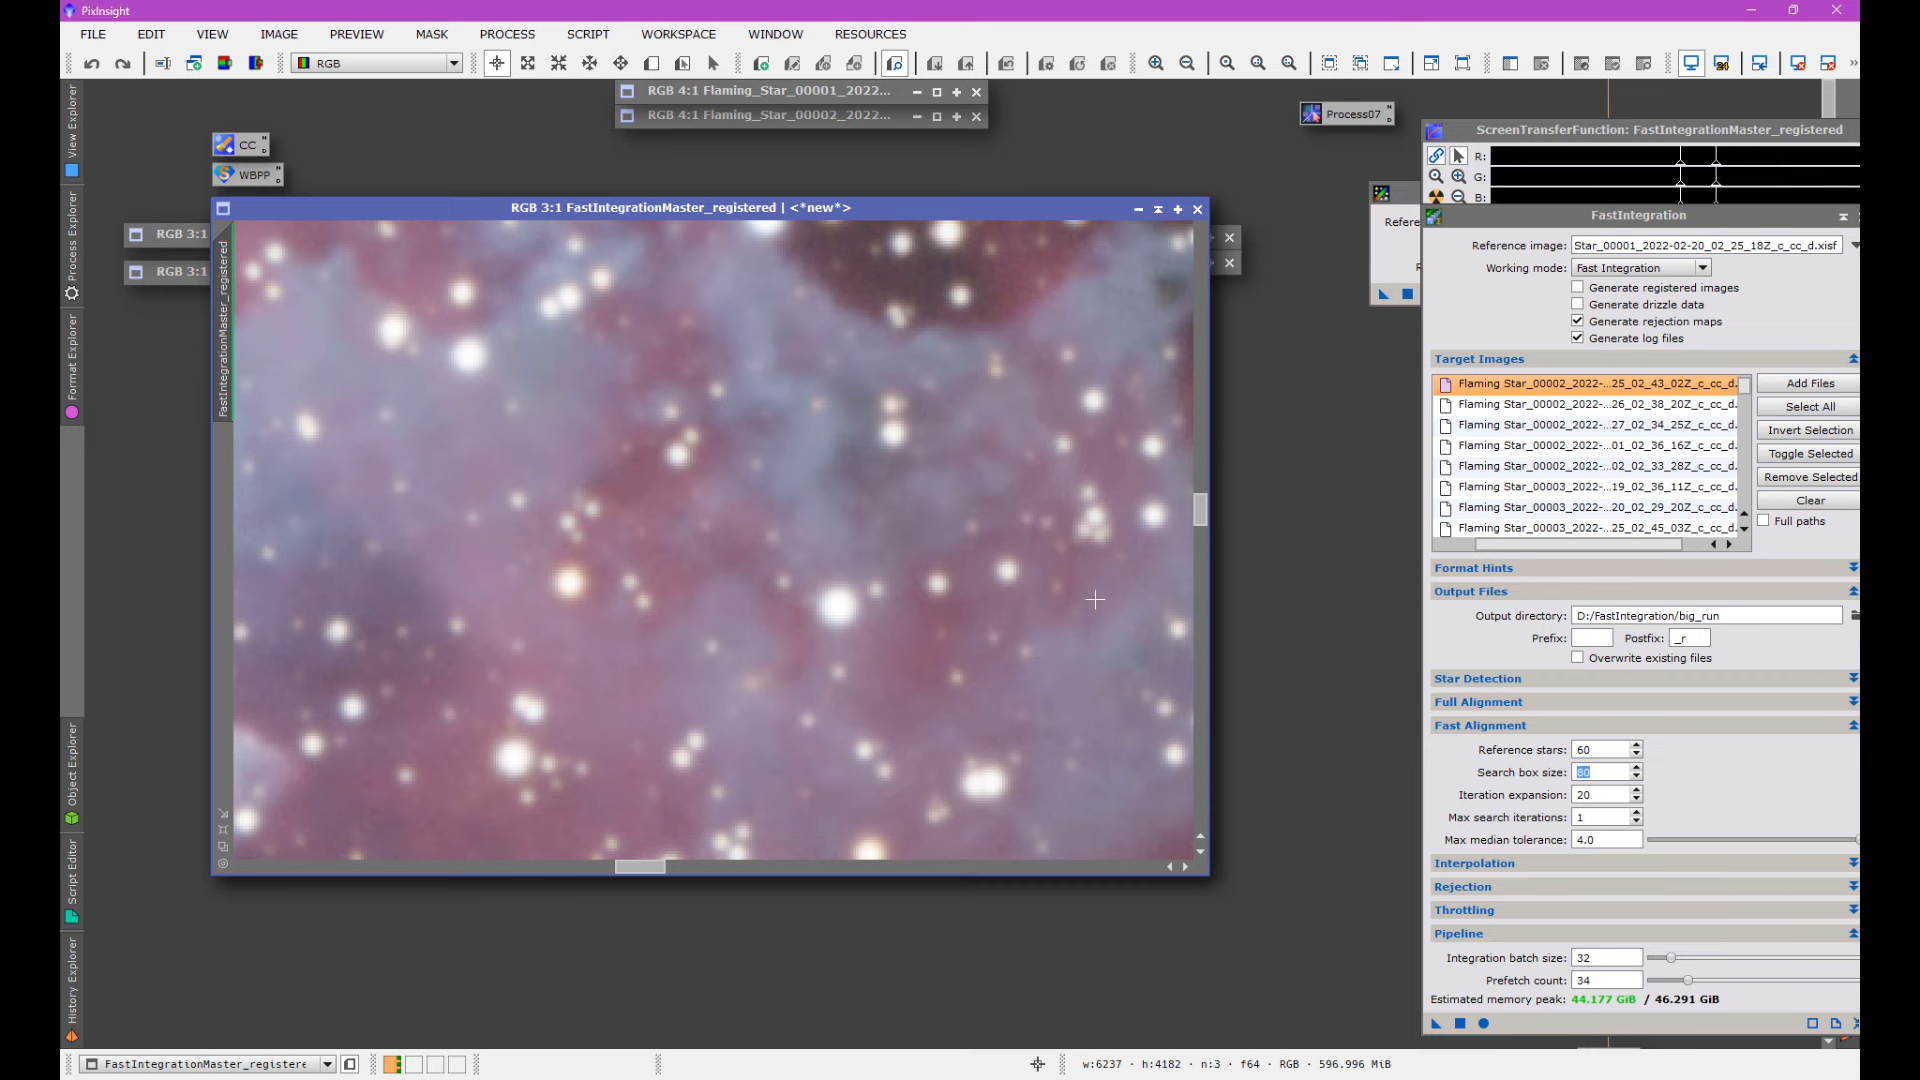 PixInsight
FILE EDIT VIEW IMAGE PREVIEW MASK PROCESS SCRIPT WORKSPACE WINDOW RESOURCES
RGB
RGB 4:1 Flaming_Star_00001_2022...
RGB 4:1 Flaming_Star_00002_2022...
Process07
CC
WBPP
RGB 3:1
RGB 3:1
RGB 3:1 FastIntegrationMaster_registered | <*new*>
FastIntegrationMaster_registered
View Explorer
Process Explorer
Format Explorer
Object Explorer
Script Editor
History Explorer
ScreenTransferFunction: FastIntegrationMaster_registered
R:
G:
B:
Refere
FastIntegration
Reference image: Star_00001_2022-02-20_02_25_18Z_c_cc_d.xisf
Working mode: Fast Integration
Generate registered images
Generate drizzle data
Generate rejection maps
Generate log files
Target Images
Flaming Star_00002_2022-...25_02_43_02Z_c_cc_d.
Flaming Star_00002_2022-...26_02_38_20Z_c_cc_d.
Flaming Star_00002_2022-...27_02_34_25Z_c_cc_d.
Flaming Star_00002_2022-...01_02_36_16Z_c_cc_d.
Flaming Star_00002_2022-...02_02_33_28Z_c_cc_d.
Flaming Star_00003_2022-...19_02_36_11Z_c_cc_d.
Flaming Star_00003_2022-...20_02_29_20Z_c_cc_d.
Flaming Star_00003_2022-...25_02_45_03Z_c_cc_d.
Add Files
Select All
Invert Selection
Toggle Selected
Remove Selected
Clear
Full paths
Format Hints
Output Files
Output directory: D:/FastIntegration/big_run
Prefix: Postfix: _r
Overwrite existing files
Star Detection
Full Alignment
Fast Alignment
Reference stars: 60
Search box size: 80
Iteration expansion: 20
Max search iterations: 1
Max median tolerance: 4.0
Interpolation
Rejection
Throttling
Pipeline
Integration batch size: 32
Prefetch count: 34
Estimated memory peak: 44.177 GiB / 46.291 GiB
FastIntegrationMaster_registere
w:6237 · h:4182 · n:3 · f64 · RGB · 596.996 MiB